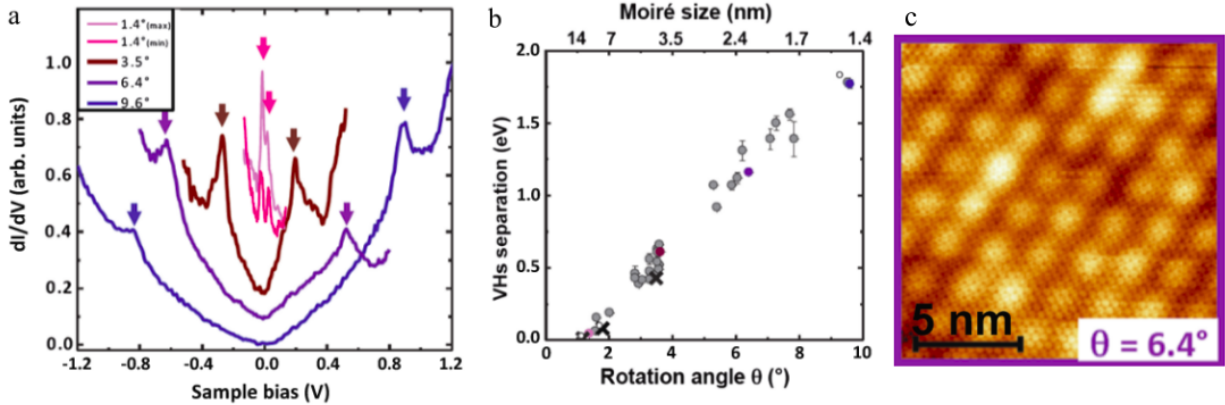 a
1.4°(max)
1.4°(min)
3.5°
6.4°
9.6°
dI/dV (arb. units)
1.0
0.8
0.6
0.4
0.2
0.0
-1.2 -0.8 -0.4 0.0 0.4 0.8 1.2
Sample bias (V)
b
Moiré size (nm)
14 7 3.5 2.4 1.7 1.4
VHs separation (eV)
2.0
1.5
1.0
0.5
0.0
0 2 4 6 8 10
Rotation angle θ (°)
c
5 nm
θ = 6.4°